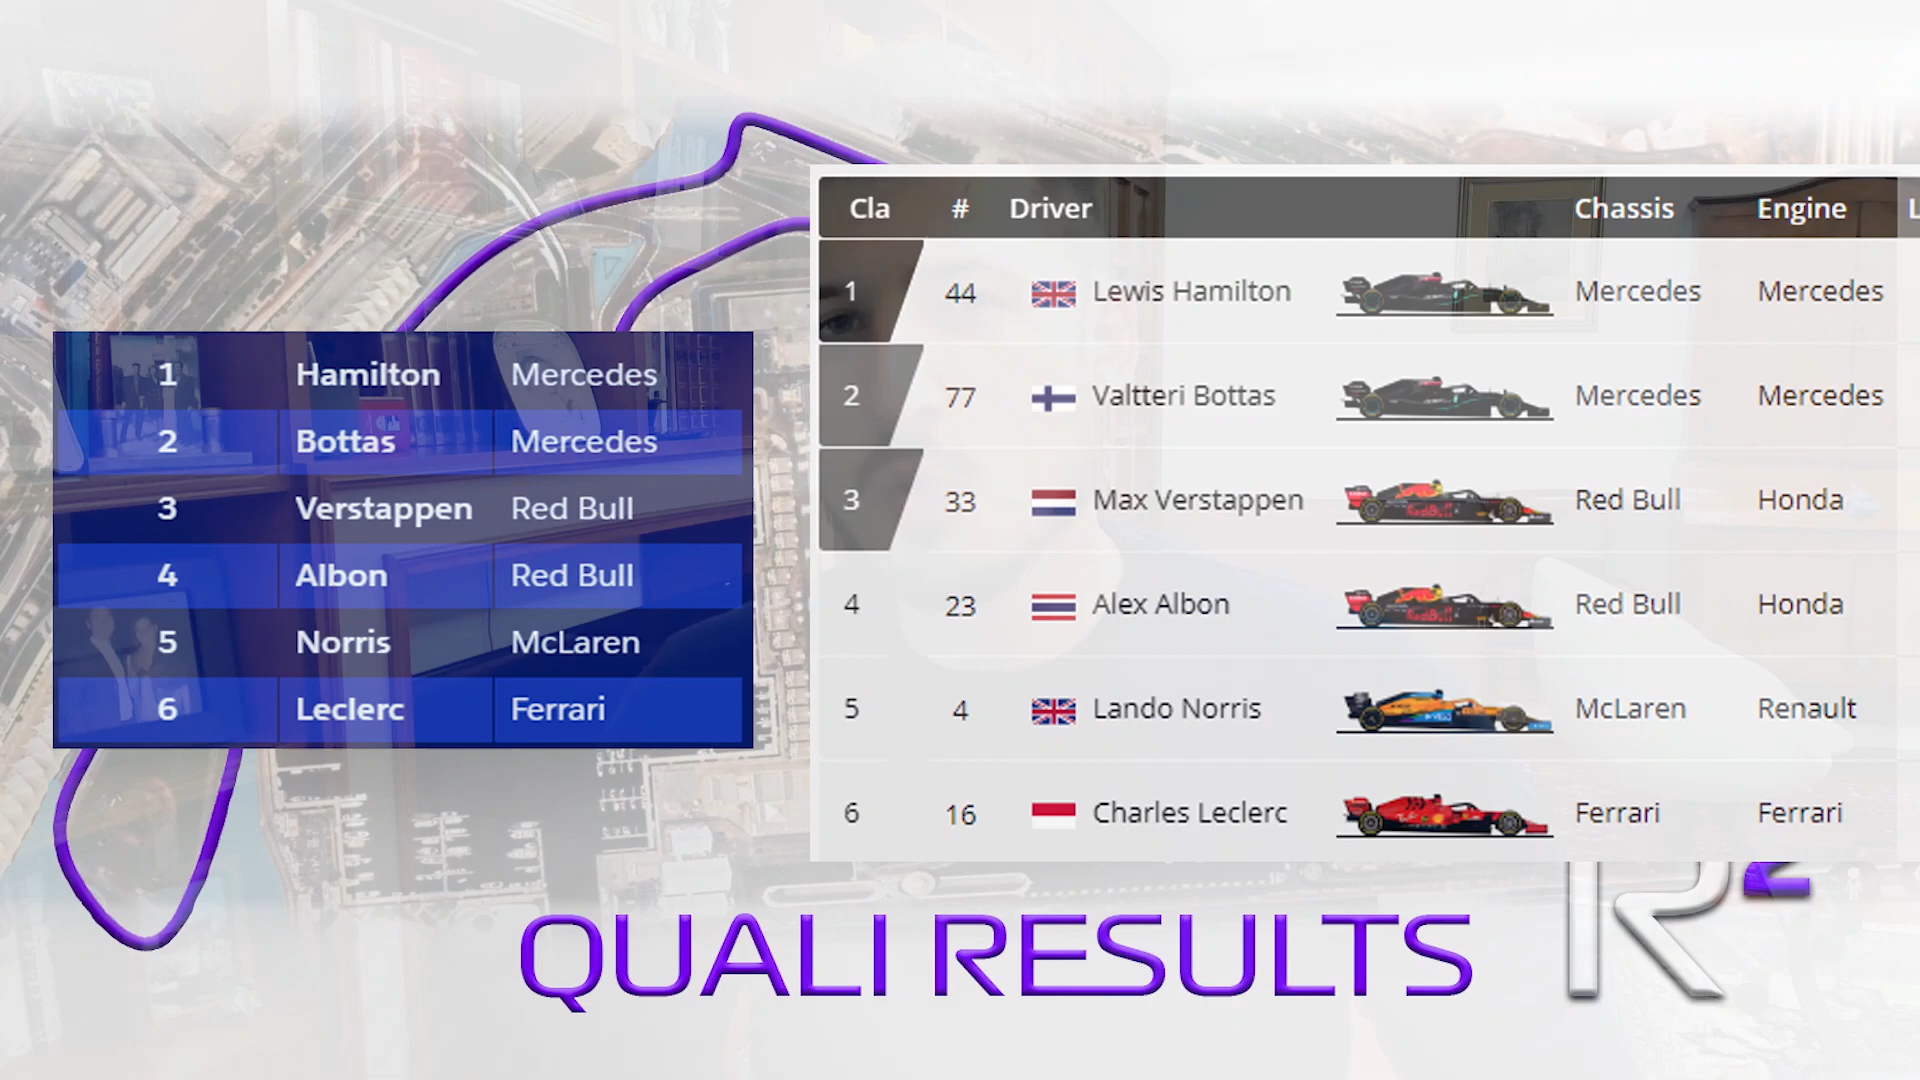 1 Hamilton Mercedes
2 Bottas Mercedes
3 Verstappen Red Bull
4 Albon Red Bull
5 Norris McLaren
6 Leclerc Ferrari
Cla # Driver Chassis Engine L
1 44 Lewis Hamilton Mercedes Mercedes
2 77 Valtteri Bottas Mercedes Mercedes
3 33 Max Verstappen Red Bull Honda
4 23 Alex Albon Red Bull Honda
5 4 Lando Norris McLaren Renault
6 16 Charles Leclerc Ferrari Ferrari
QUALI RESULTS
R2